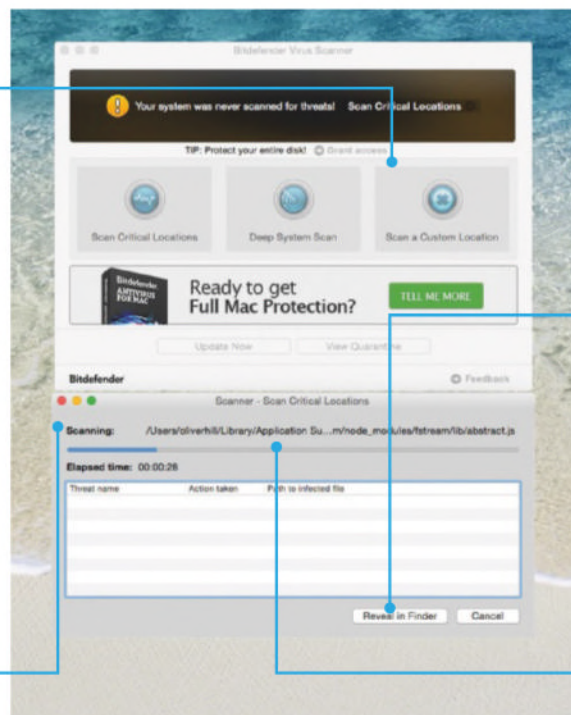 Bitdefender Virus Scanner
Your system was never scanned for threats! Scan Critical Locations
TIP: Protect your entire disk! Grant access
Scan Critical Locations Deep System Scan Scan a Custom Location
Bitdefender
ANTIVIRUS
FOR MAC
Ready to get
Full Mac Protection?
TELL ME MORE
Update Now View Quarantine
Bitdefender Feedback
Scanner - Scan Critical Locations
Scanning: /Users/oliverhill/Library/Application Su...m/node_modules/fstream/lib/abstract.js
Elapsed time: 00:00:28
Threat name Action taken Path to infected file
Reveal in Finder Cancel